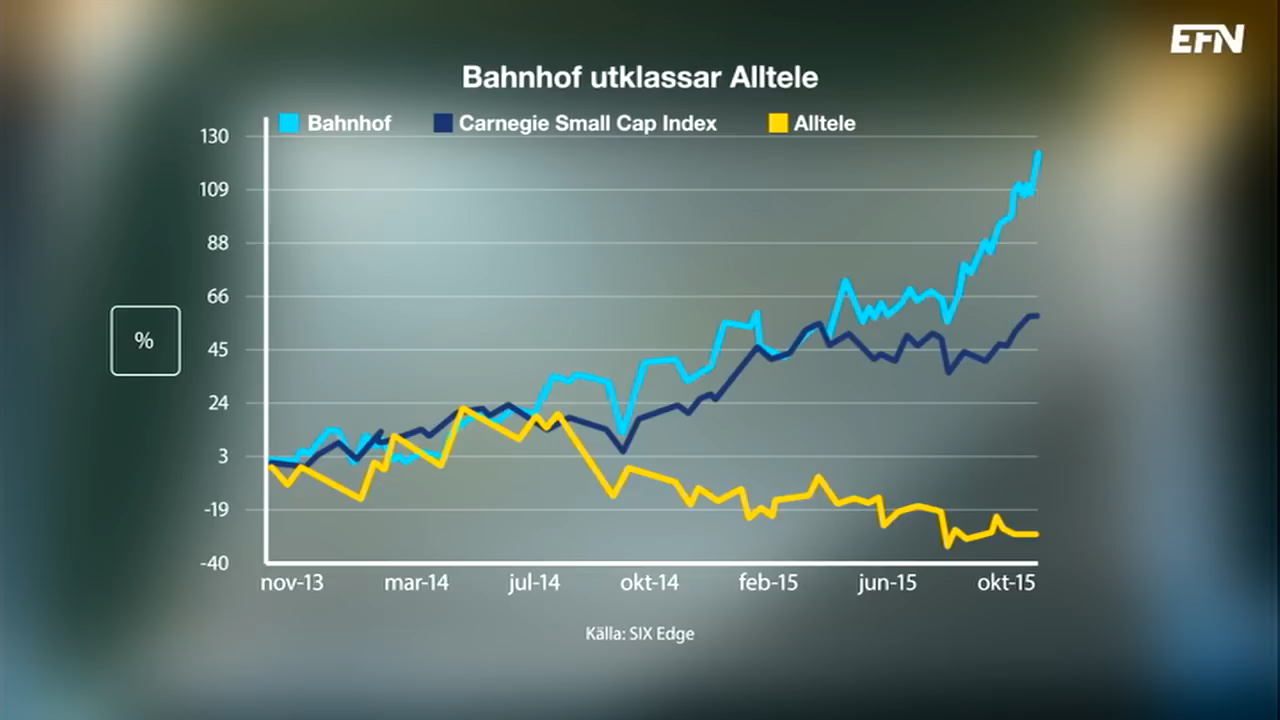 EFN
Bahnhof utklassar Alltele
Bahnhof Carnegie Small Cap Index Alltele
130
109
88
66
45
24
3
-19
-40
%
nov-13 mar-14 jul-14 okt-14 feb-15 jun-15 okt-15
Källa: SIX Edge